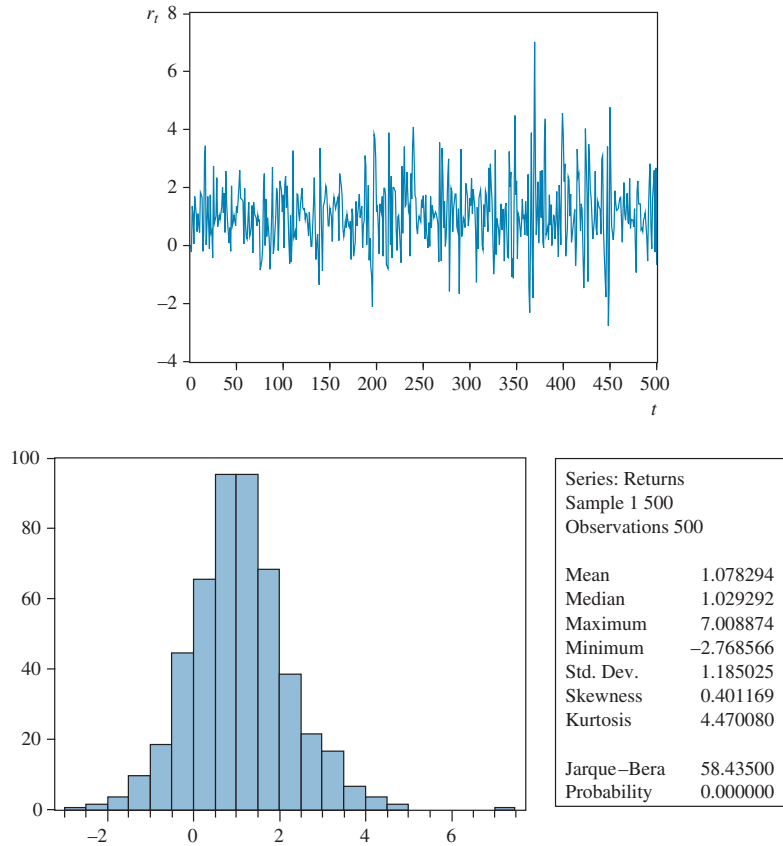 r_t
8
6
4
2
0
−2
−4
0 50 100 150 200 250 300 350 400 450 500
t
100
80
60
40
20
0
−2 0 2 4 6
Series: Returns
Sample 1 500
Observations 500
Mean 1.078294
Median 1.029292
Maximum 7.008874
Minimum −2.768566
Std. Dev. 1.185025
Skewness 0.401169
Kurtosis 4.470080
Jarque–Bera 58.43500
Probability 0.000000